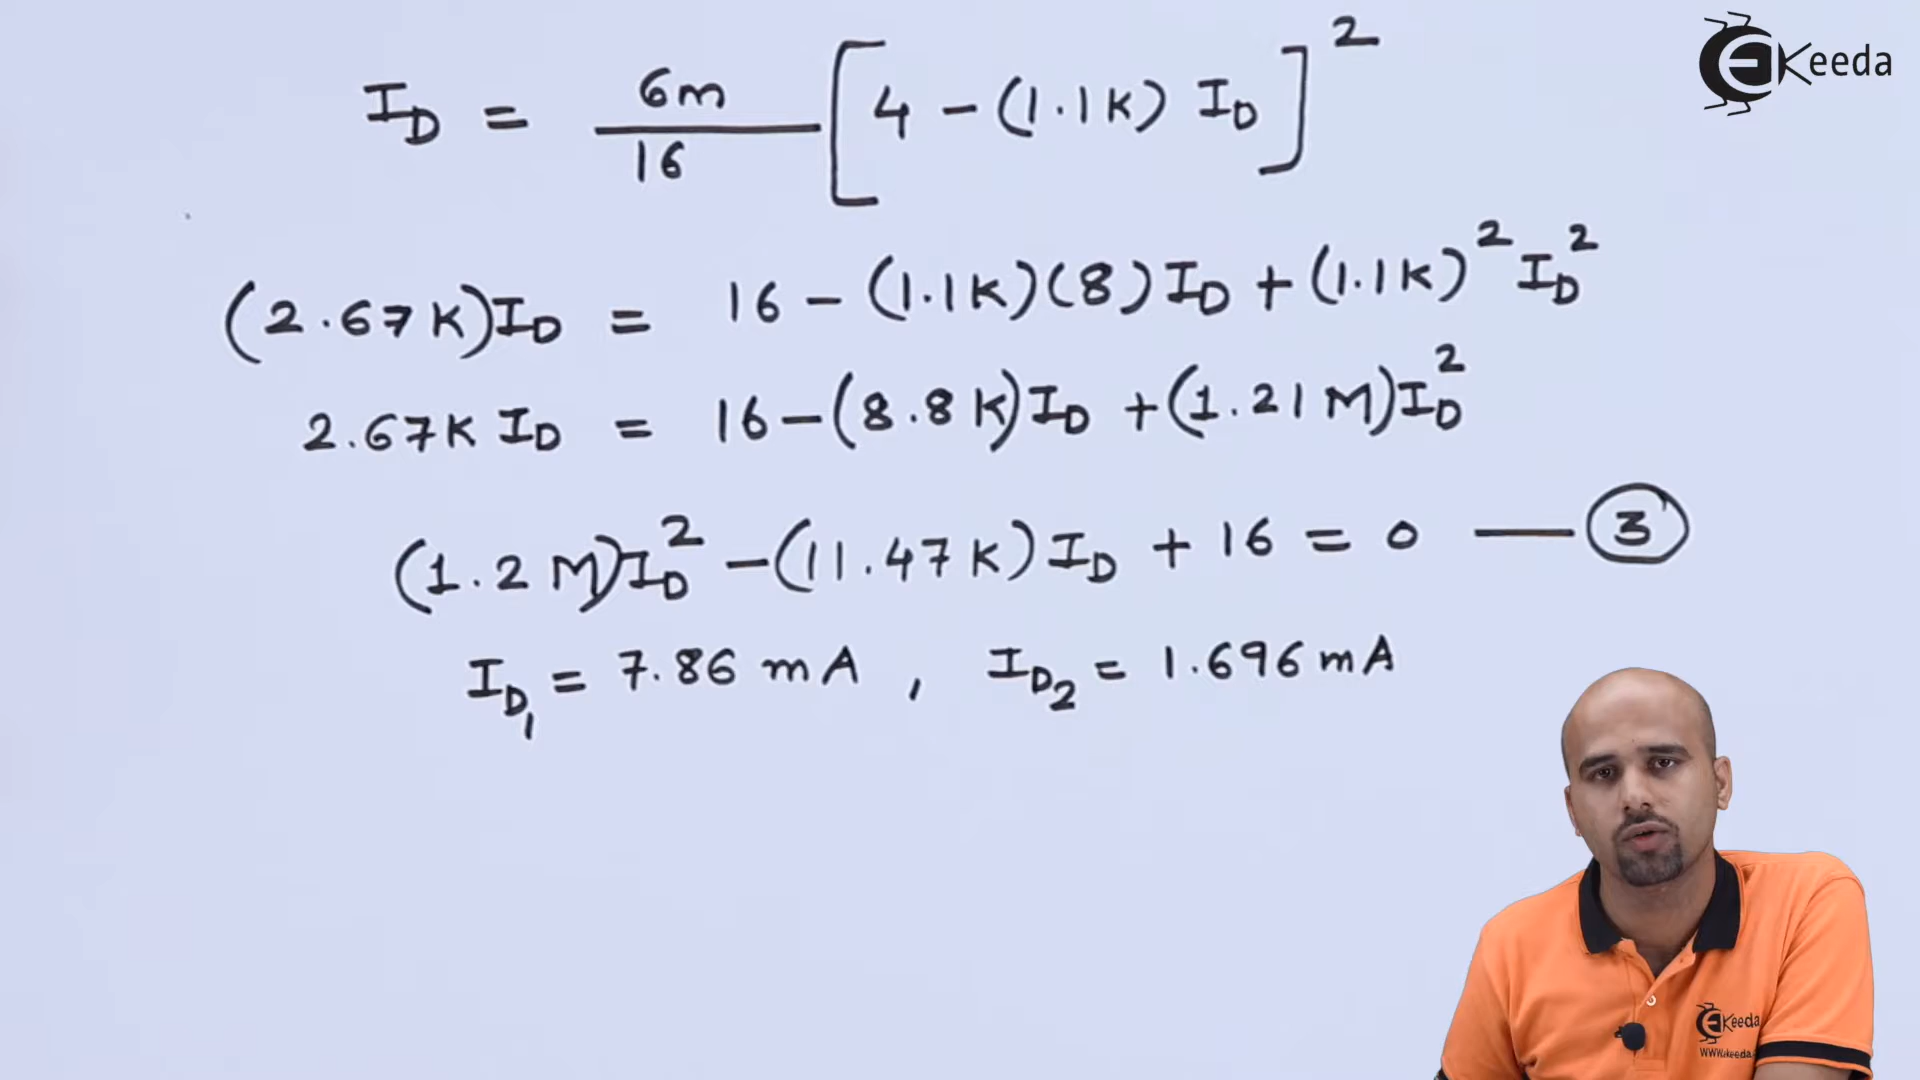 I_D = 6m/16 [4 - (1.1K) I_D]^2
(2.67K)I_D = 16 - (1.1K)(8)I_D + (1.1K)^2 I_D^2
2.67K I_D = 16 - (8.8K)I_D + (1.21M)I_D^2
(1.2M)I_D^2 - (11.47K)I_D + 16 = 0 — ③
I_D1 = 7.86 mA , I_D2 = 1.696 mA
EKeeda
EKeeda